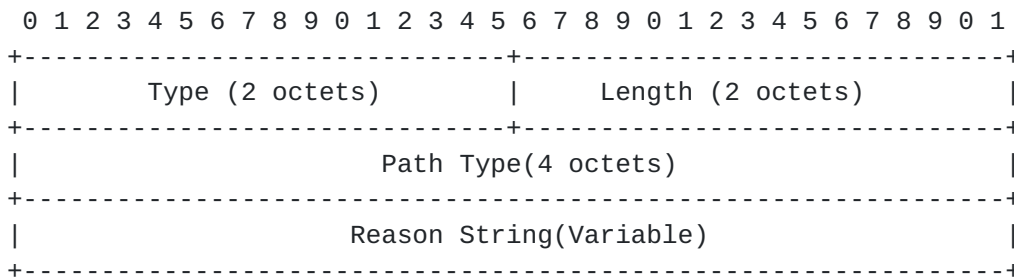 0 1 2 3 4 5 6 7 8 9 0 1 2 3 4 5 6 7 8 9 0 1 2 3 4 5 6 7 8 9 0 1
+-------------------------------+-------------------------------+
| Type (2 octets) | Length (2 octets) |
+-------------------------------+-------------------------------+
| Path Type(4 octets) |
+---------------------------------------------------------------+
| Reason String(Variable) |
+---------------------------------------------------------------+